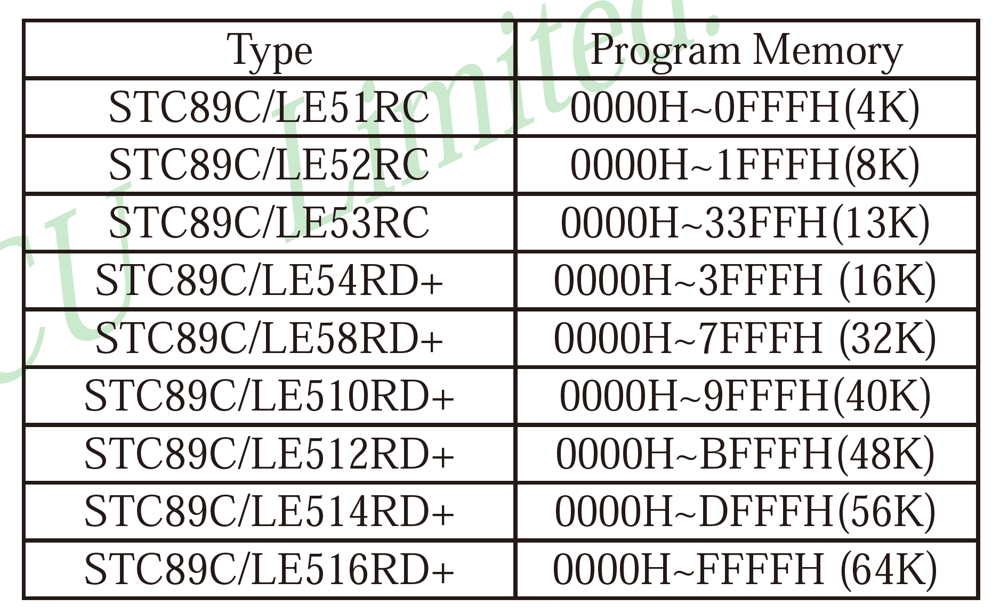 Type Program Memory
STC89C/LE51RC 0000H~0FFFH(4K)
STC89C/LE52RC 0000H~1FFFH(8K)
STC89C/LE53RC 0000H~33FFH(13K)
STC89C/LE54RD+ 0000H~3FFFH (16K)
STC89C/LE58RD+ 0000H~7FFFH (32K)
STC89C/LE510RD+ 0000H~9FFFH(40K)
STC89C/LE512RD+ 0000H~BFFFH(48K)
STC89C/LE514RD+ 0000H~DFFFH(56K)
STC89C/LE516RD+ 0000H~FFFFH (64K)
CU Limited.